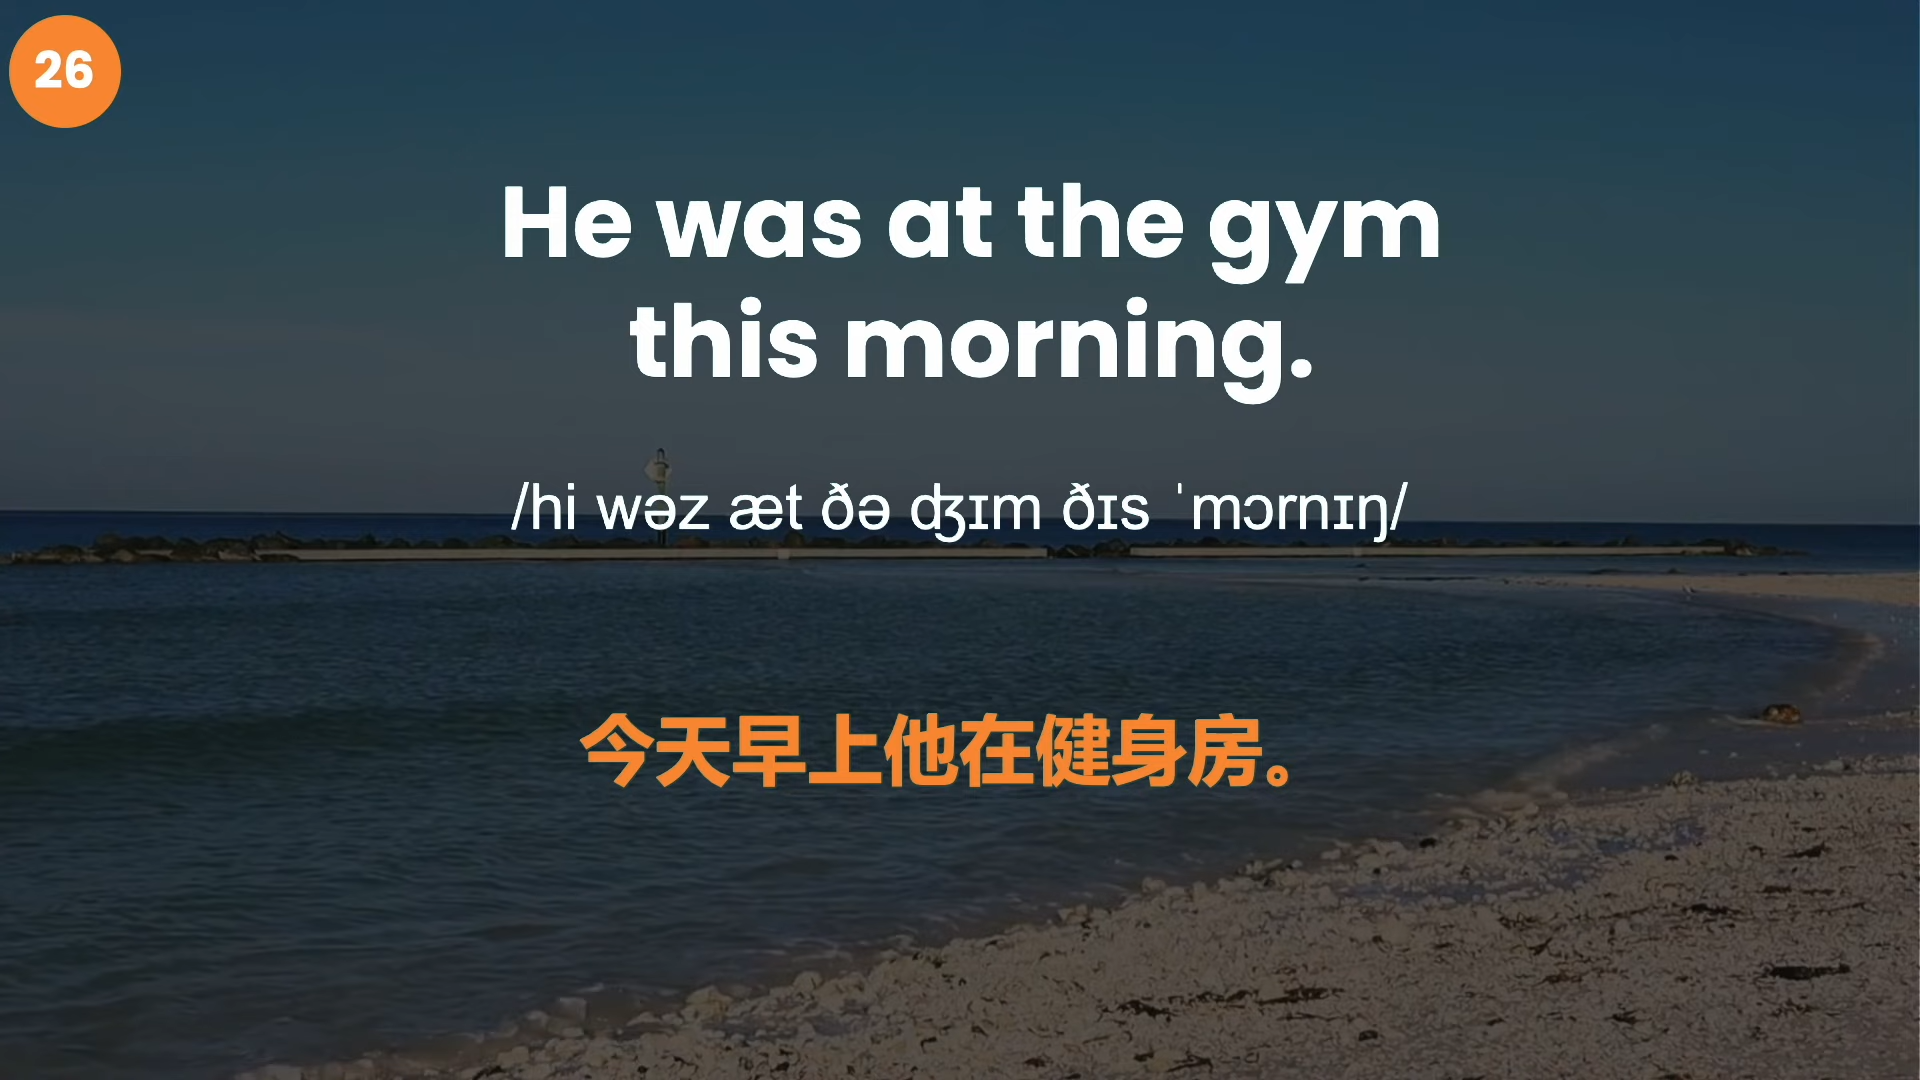 26
He was at the gym
this morning.
/hi wəz æt ðə ʤɪm ðɪs ˈmɔrnɪŋ/
今天早上他在健身房。